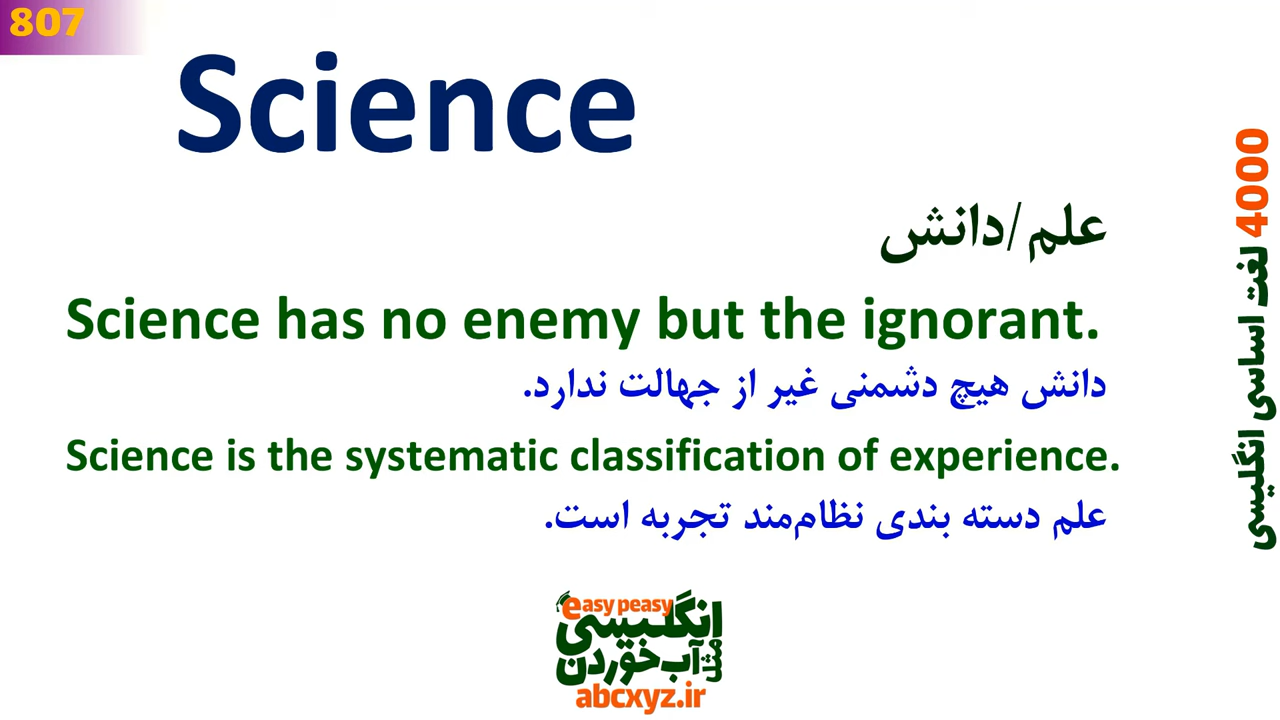 807
Science
علم/دانش
Science has no enemy but the ignorant.
دانش هیچ دشمنی غیر از جهالت ندارد.
Science is the systematic classification of experience.
علم دسته بندی نظام‌مند تجربه است.
4000 لغت اساسی انگلیسی
easy peasy
انگلیسی
مثل آب خوردن
abcxyz.ir